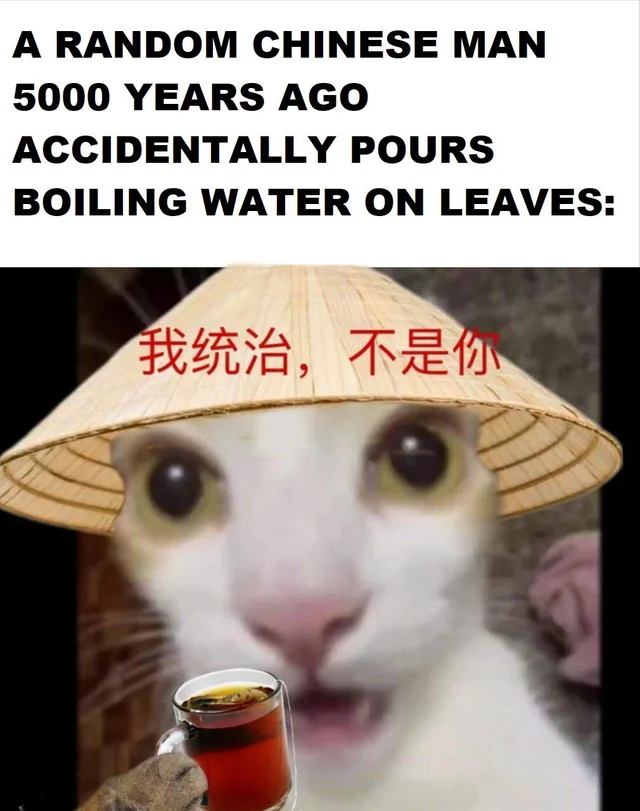 A RANDOM CHINESE MAN
5000 YEARS AGO
ACCIDENTALLY POURS
BOILING WATER ON LEAVES:
我统治，不是你